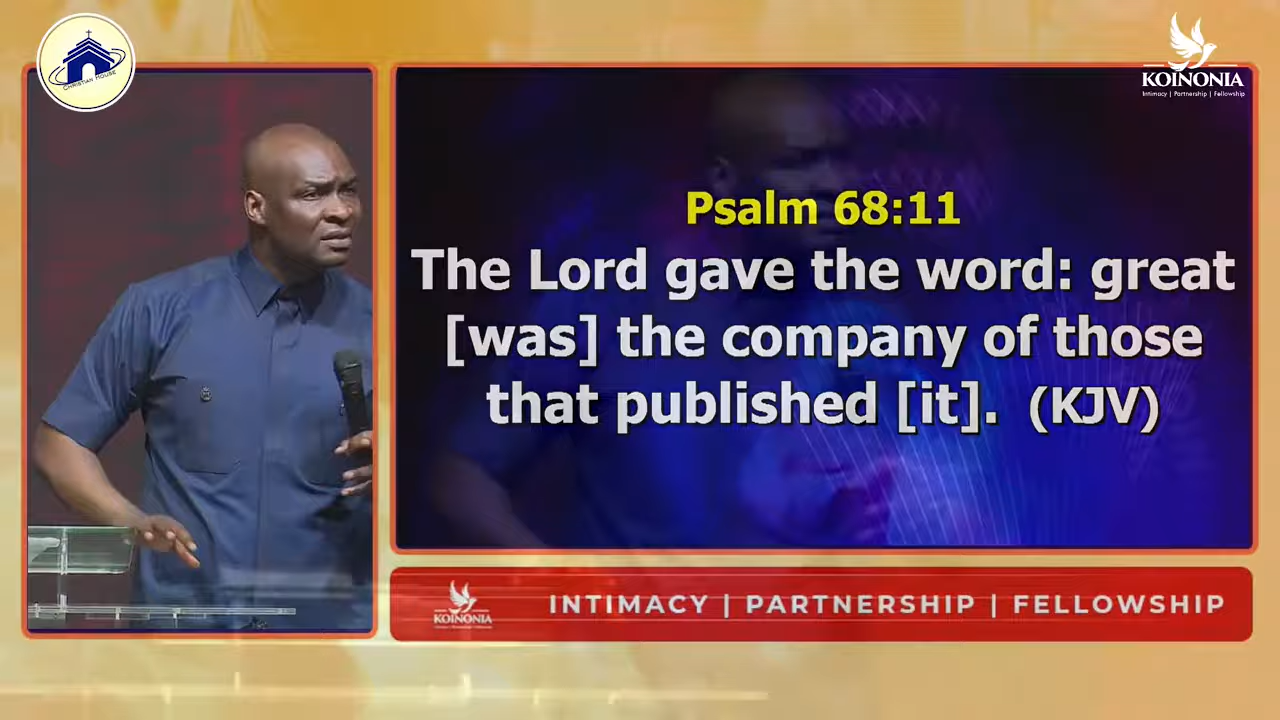 CHRISTIAN HOUSE
KOINONIA
Intimacy | Partnership | Fellowship
Psalm 68:11
The Lord gave the word: great
[was] the company of those
that published [it]. (KJV)
KOINONIA
INTIMACY | PARTNERSHIP | FELLOWSHIP